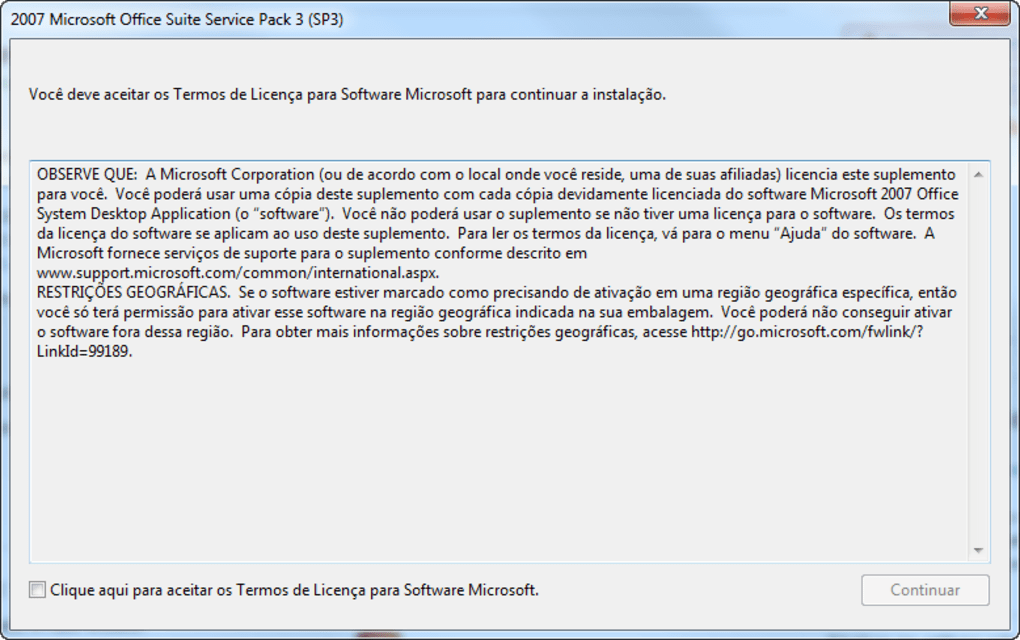 2007 Microsoft Office Suite Service Pack 3 (SP3)
Você deve aceitar os Termos de Licença para Software Microsoft para continuar a instalação.
OBSERVE QUE:  A Microsoft Corporation (ou de acordo com o local onde você reside, uma de suas afiliadas) licencia este suplemento
para você.  Você poderá usar uma cópia deste suplemento com cada cópia devidamente licenciada do software Microsoft 2007 Office
System Desktop Application (o “software”).  Você não poderá usar o suplemento se não tiver uma licença para o software.  Os termos
da licença do software se aplicam ao uso deste suplemento.  Para ler os termos da licença, vá para o menu “Ajuda” do software.  A
Microsoft fornece serviços de suporte para o suplemento conforme descrito em
www.support.microsoft.com/common/international.aspx.
RESTRIÇÕES GEOGRÁFICAS.  Se o software estiver marcado como precisando de ativação em uma região geográfica específica, então
você só terá permissão para ativar esse software na região geográfica indicada na sua embalagem.  Você poderá não conseguir ativar
o software fora dessa região.  Para obter mais informações sobre restrições geográficas, acesse http://go.microsoft.com/fwlink/?
LinkId=99189.
Clique aqui para aceitar os Termos de Licença para Software Microsoft.
Continuar